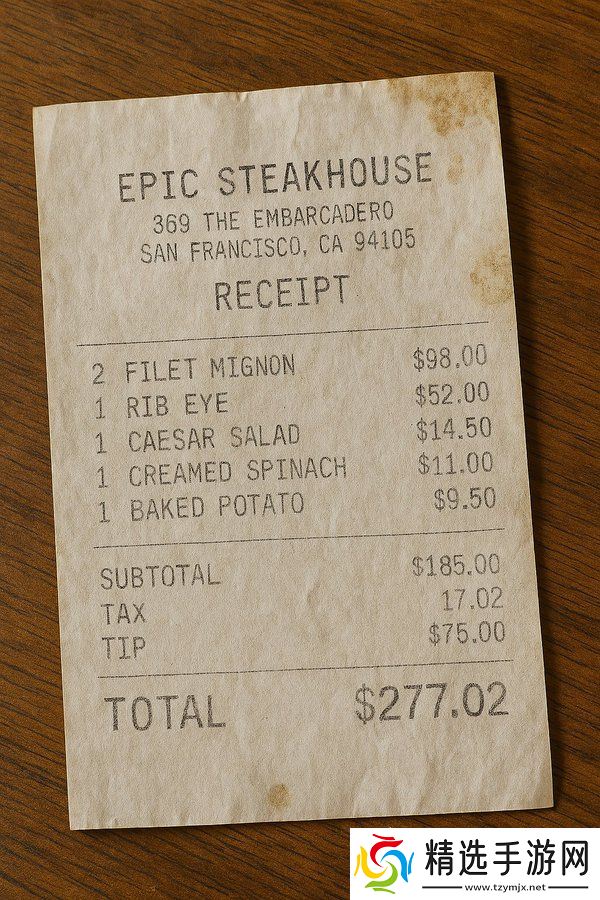 EPIC STEAKHOUSE
369 THE EMBARCADERO
SAN FRANCISCO, CA 94105
RECEIPT
2 FILET MIGNON $98.00
1 RIB EYE $52.00
1 CAESAR SALAD $14.50
1 CREAMED SPINACH $11.00
1 BAKED POTATO $9.50
SUBTOTAL $185.00
TAX 17.02
TIP $75.00
TOTAL $277.02
精选手游网
www.tzymjx.net